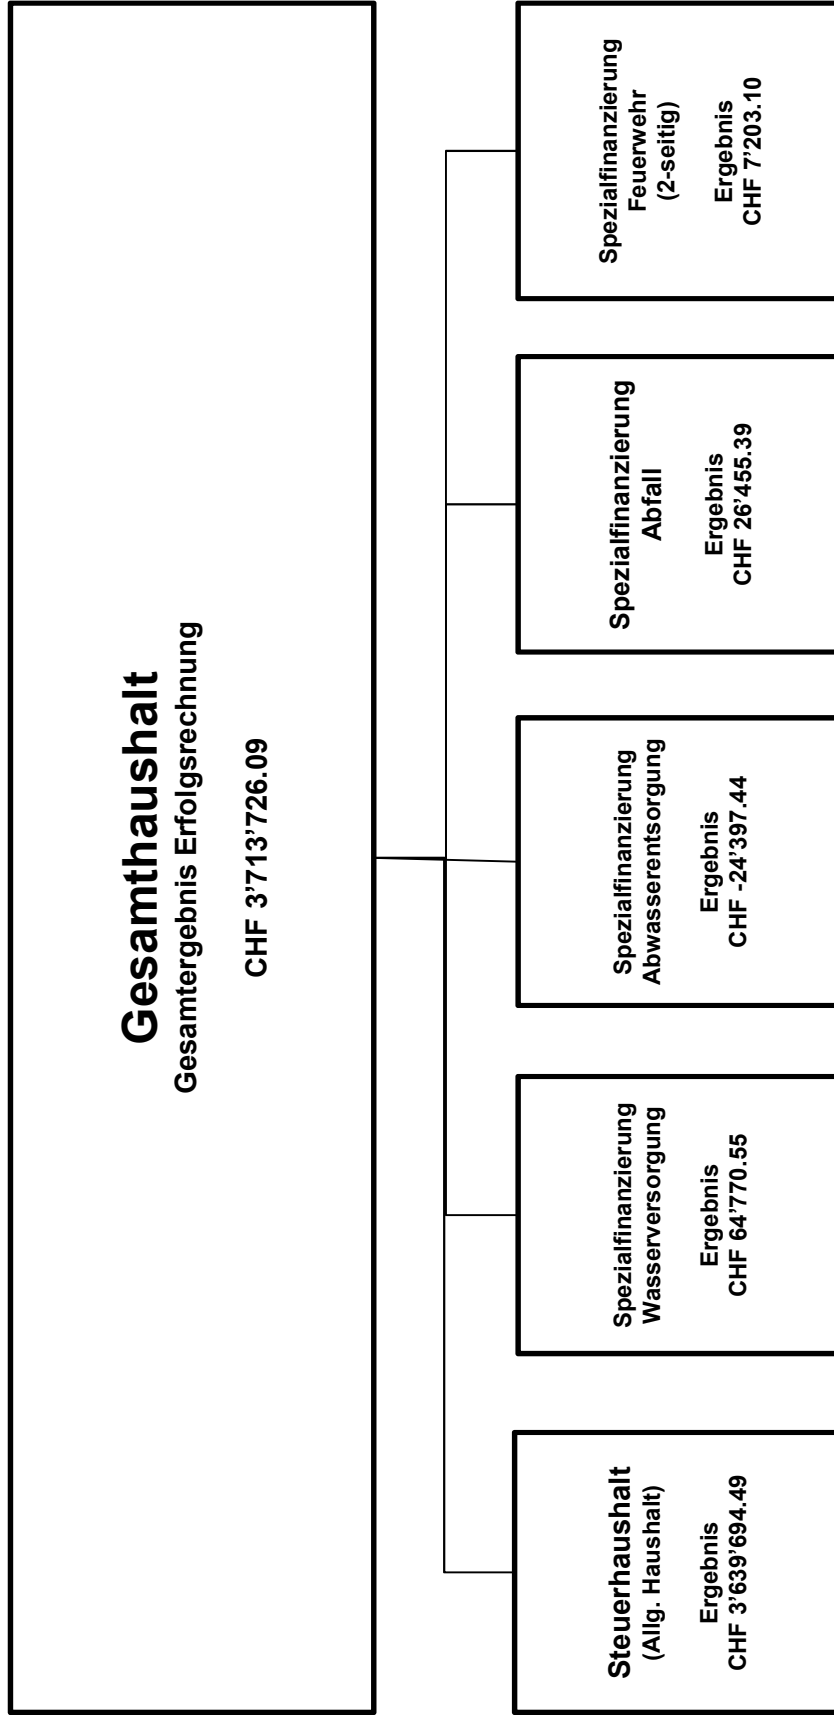 Gesamthaushalt
Gesamtergebnis Erfolgsrechnung
CHF 3’713’726.09
Steuerhaushalt
(Allg. Haushalt)
Ergebnis
CHF 3’639’694.49
Spezialfinanzierung
Wasserversorgung
Ergebnis
CHF 64’770.55
Spezialfinanzierung
Abwasserentsorgung
Ergebnis
CHF -24’397.44
Spezialfinanzierung
Abfall
Ergebnis
CHF 26’455.39
Spezialfinanzierung
Feuerwehr
(2-seitig)
Ergebnis
CHF 7’203.10